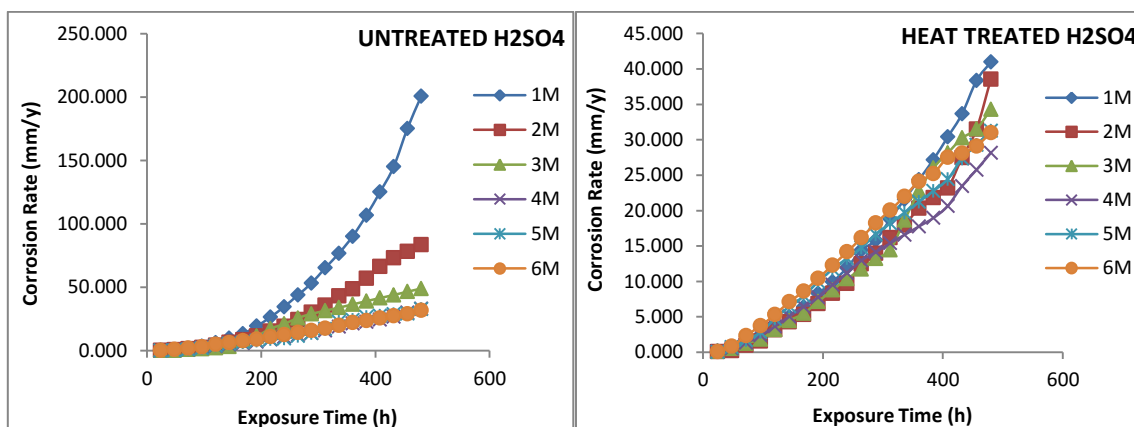 UNTREATED H2SO4
Corrosion Rate (mm/y)
250.000
200.000
150.000
100.000
50.000
0.000
0
200
400
600
Exposure Time (h)
1M
2M
3M
4M
5M
6M
HEAT TREATED H2SO4
Corrosion Rate (mm/y)
45.000
40.000
35.000
30.000
25.000
20.000
15.000
10.000
5.000
0.000
0
200
400
600
Exposure Time (h)
1M
2M
3M
4M
5M
6M